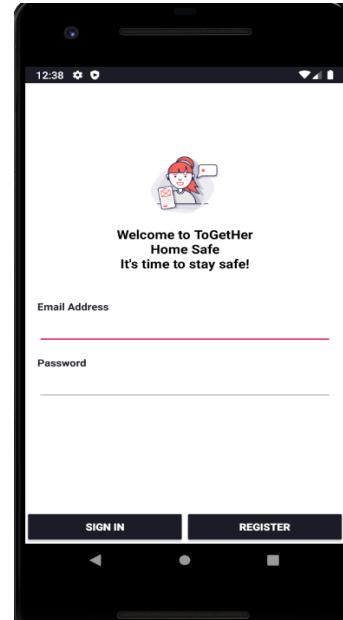 12:38
Welcome to ToGetHer
Home Safe
It's time to stay safe!
Email Address
Password
SIGN IN
REGISTER